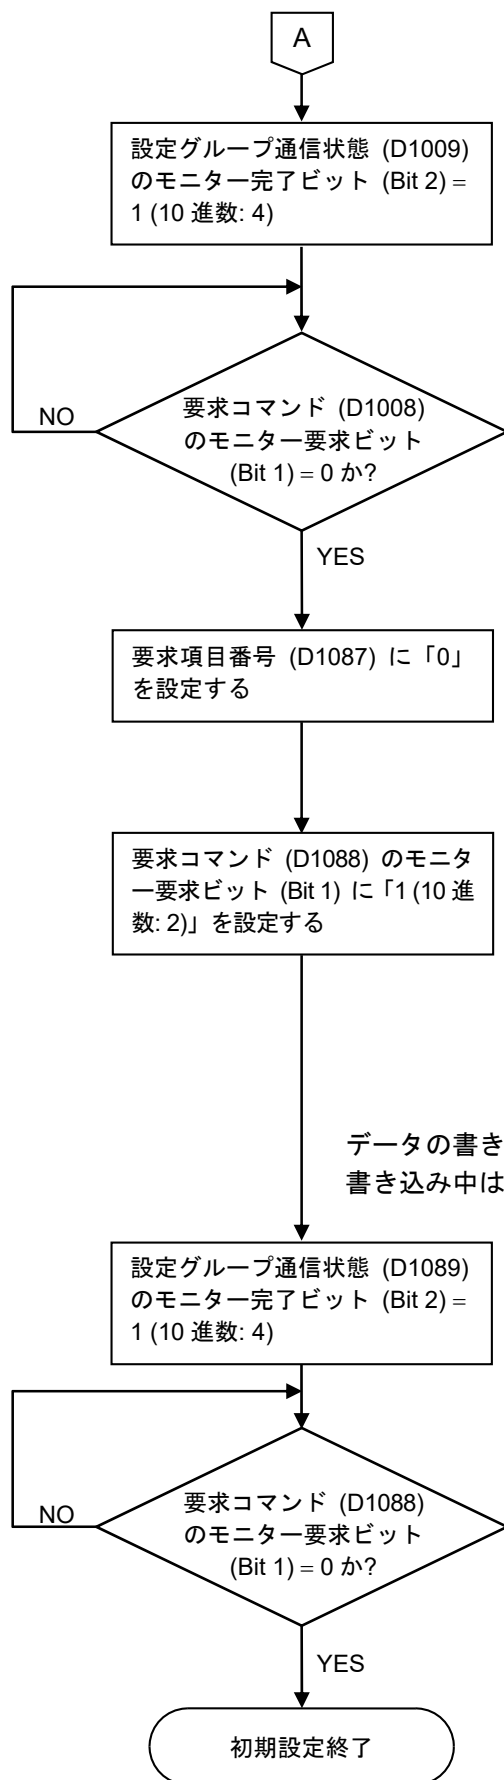 A
設定グループ通信状態 (D1009)
のモニター完了ビット (Bit 2) =
1 (10 進数: 4)
NO
要求コマンド (D1008)
のモニター要求ビット
(Bit 1) = 0 か?
YES
要求項目番号 (D1087) に「0」
を設定する
要求コマンド (D1088) のモニタ
ー要求ビット (Bit 1) に「1 (10 進
数: 2)」を設定する
データの書き
書き込み中は
設定グループ通信状態 (D1089)
のモニター完了ビット (Bit 2) =
1 (10 進数: 4)
NO
要求コマンド (D1088)
のモニター要求ビット
(Bit 1) = 0 か?
YES
初期設定終了